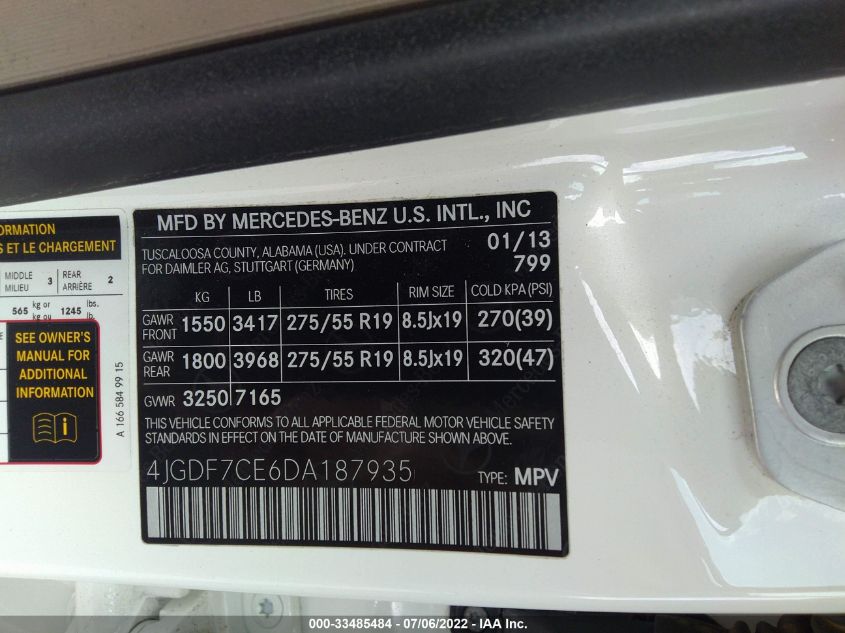 ORMATION
S ET LE CHARGEMENT
MIDDLE 3 REAR 2
MILIEU ARRIÈRE
565 kg or 1245 lbs.
kg ou lb.
SEE OWNER'S
MANUAL FOR
ADDITIONAL
INFORMATION
A 166 584 99 15
MFD BY MERCEDES-BENZ U.S. INTL., INC
TUSCALOOSA COUNTY, ALABAMA (USA). UNDER CONTRACT 01/13
FOR DAIMLER AG, STUTTGART (GERMANY) 799
KG LB TIRES RIM SIZE COLD KPA (PSI)
GAWR FRONT 1550 3417 275/55 R19 8.5Jx19 270(39)
GAWR REAR 1800 3968 275/55 R19 8.5Jx19 320(47)
GVWR 3250 7165
THIS VEHICLE CONFORMS TO ALL APPLICABLE FEDERAL MOTOR VEHICLE SAFETY
STANDARDS IN EFFECT ON THE DATE OF MANUFACTURE SHOWN ABOVE.
4JGDF7CE6DA187935 TYPE: MPV
000-33485484 - 07/06/2022 - IAA Inc.